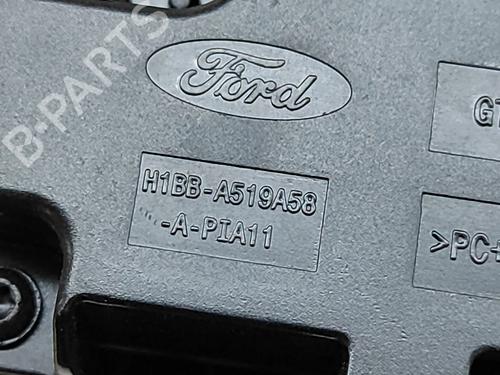 B-PARTS
Ford
H1BB-A519A58
-A-PIA11
>PC+